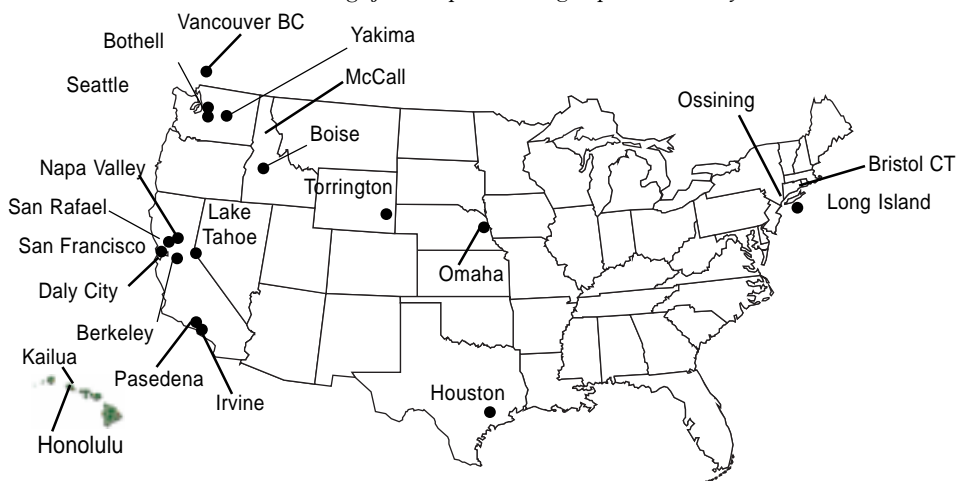 Vancouver BC
Bothell
Yakima
Seattle
McCall
Ossining
Boise
Napa Valley
Bristol CT
Torrington
San Rafael
Lake
Tahoe
Long Island
San Francisco
Omaha
Daly City
Berkeley
Kailua
Pasedena
Irvine
Houston
Honolulu